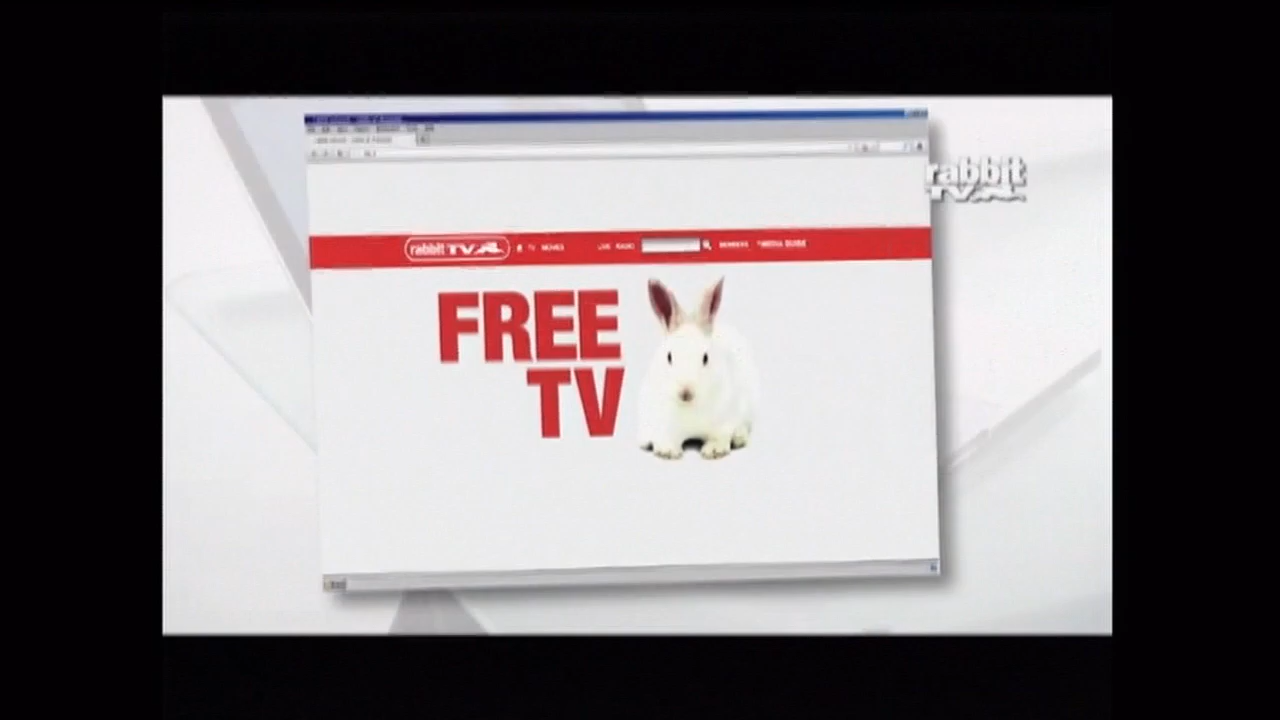 rabbit
TV
rabbit TV TV MOVIES LIVE RADIO MEMBERS MEDIA GUIDE
FREE
TV